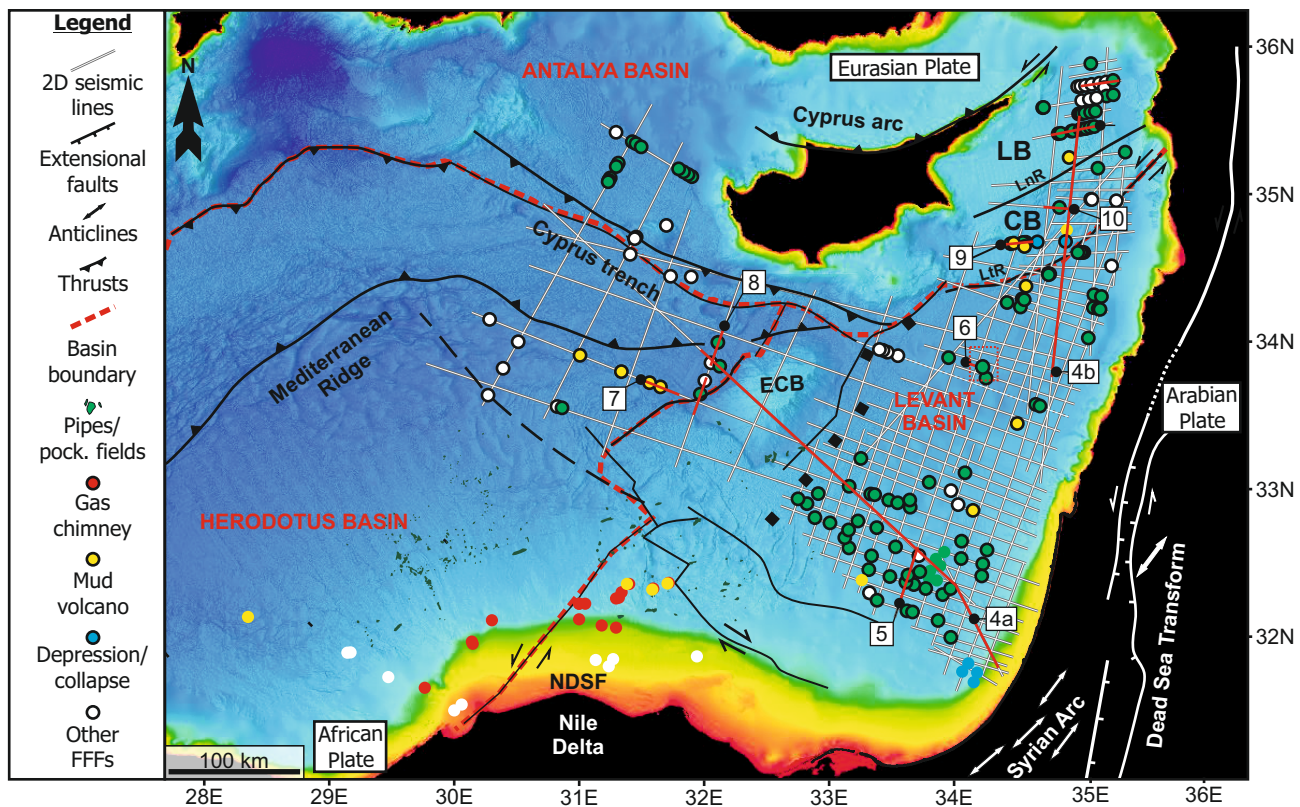 Legend
2D seismic
lines
Extensional
faults
Anticlines
Thrusts
Basin
boundary
Pipes/
pock. fields
Gas
chimney
Mud
volcano
Depression/
collapse
Other
FFFs
N
ANTALYA BASIN
Eurasian Plate
Cyprus arc
LB
LnR
CB
10
9
LtR
Cyprus trench
8
6
Mediterranean
Ridge
7
ECB
LEVANT
BASIN
4b
Arabian
Plate
HERODOTUS BASIN
5
4a
NDSF
Nile
Delta
African
Plate
Syrian Arc
Dead Sea Transform
100 km
36N
35N
34N
33N
32N
28E
29E
30E
31E
32E
33E
34E
35E
36E